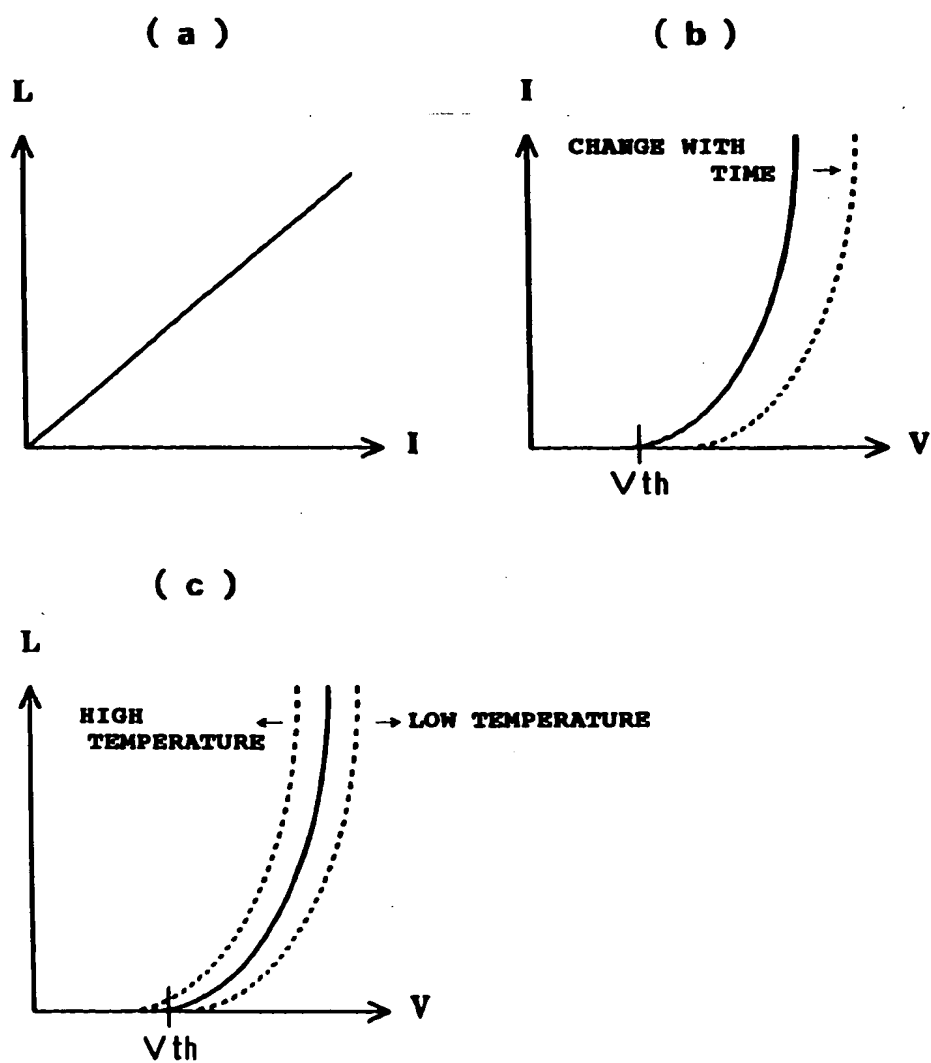 ( a )
L
I
( b )
I
CHANGE WITH
TIME →
V
Vth
( c )
L
HIGH
TEMPERATURE
←
→ LOW TEMPERATURE
V
Vth